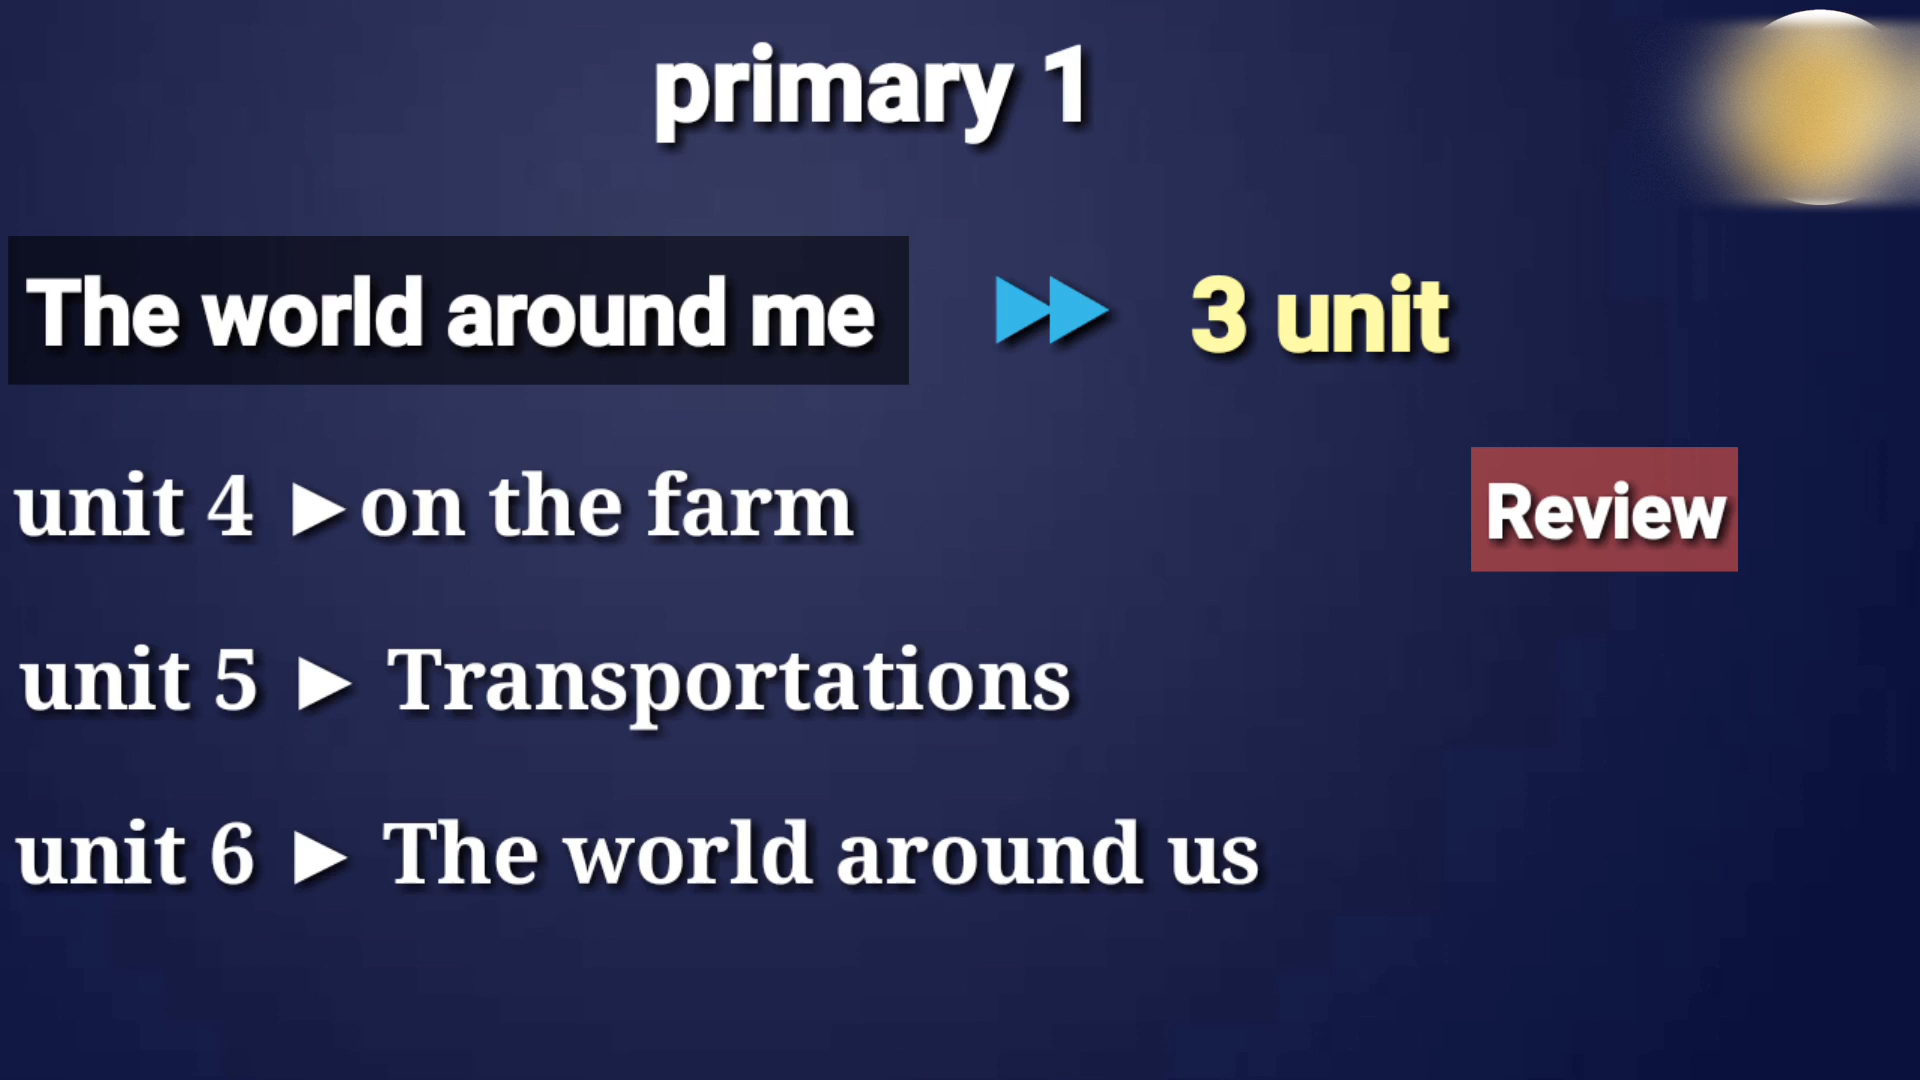 primary 1
The world around me ⏩ 3 unit
unit 4 ►on the farm
Review
unit 5 ► Transportations
unit 6 ► The world around us